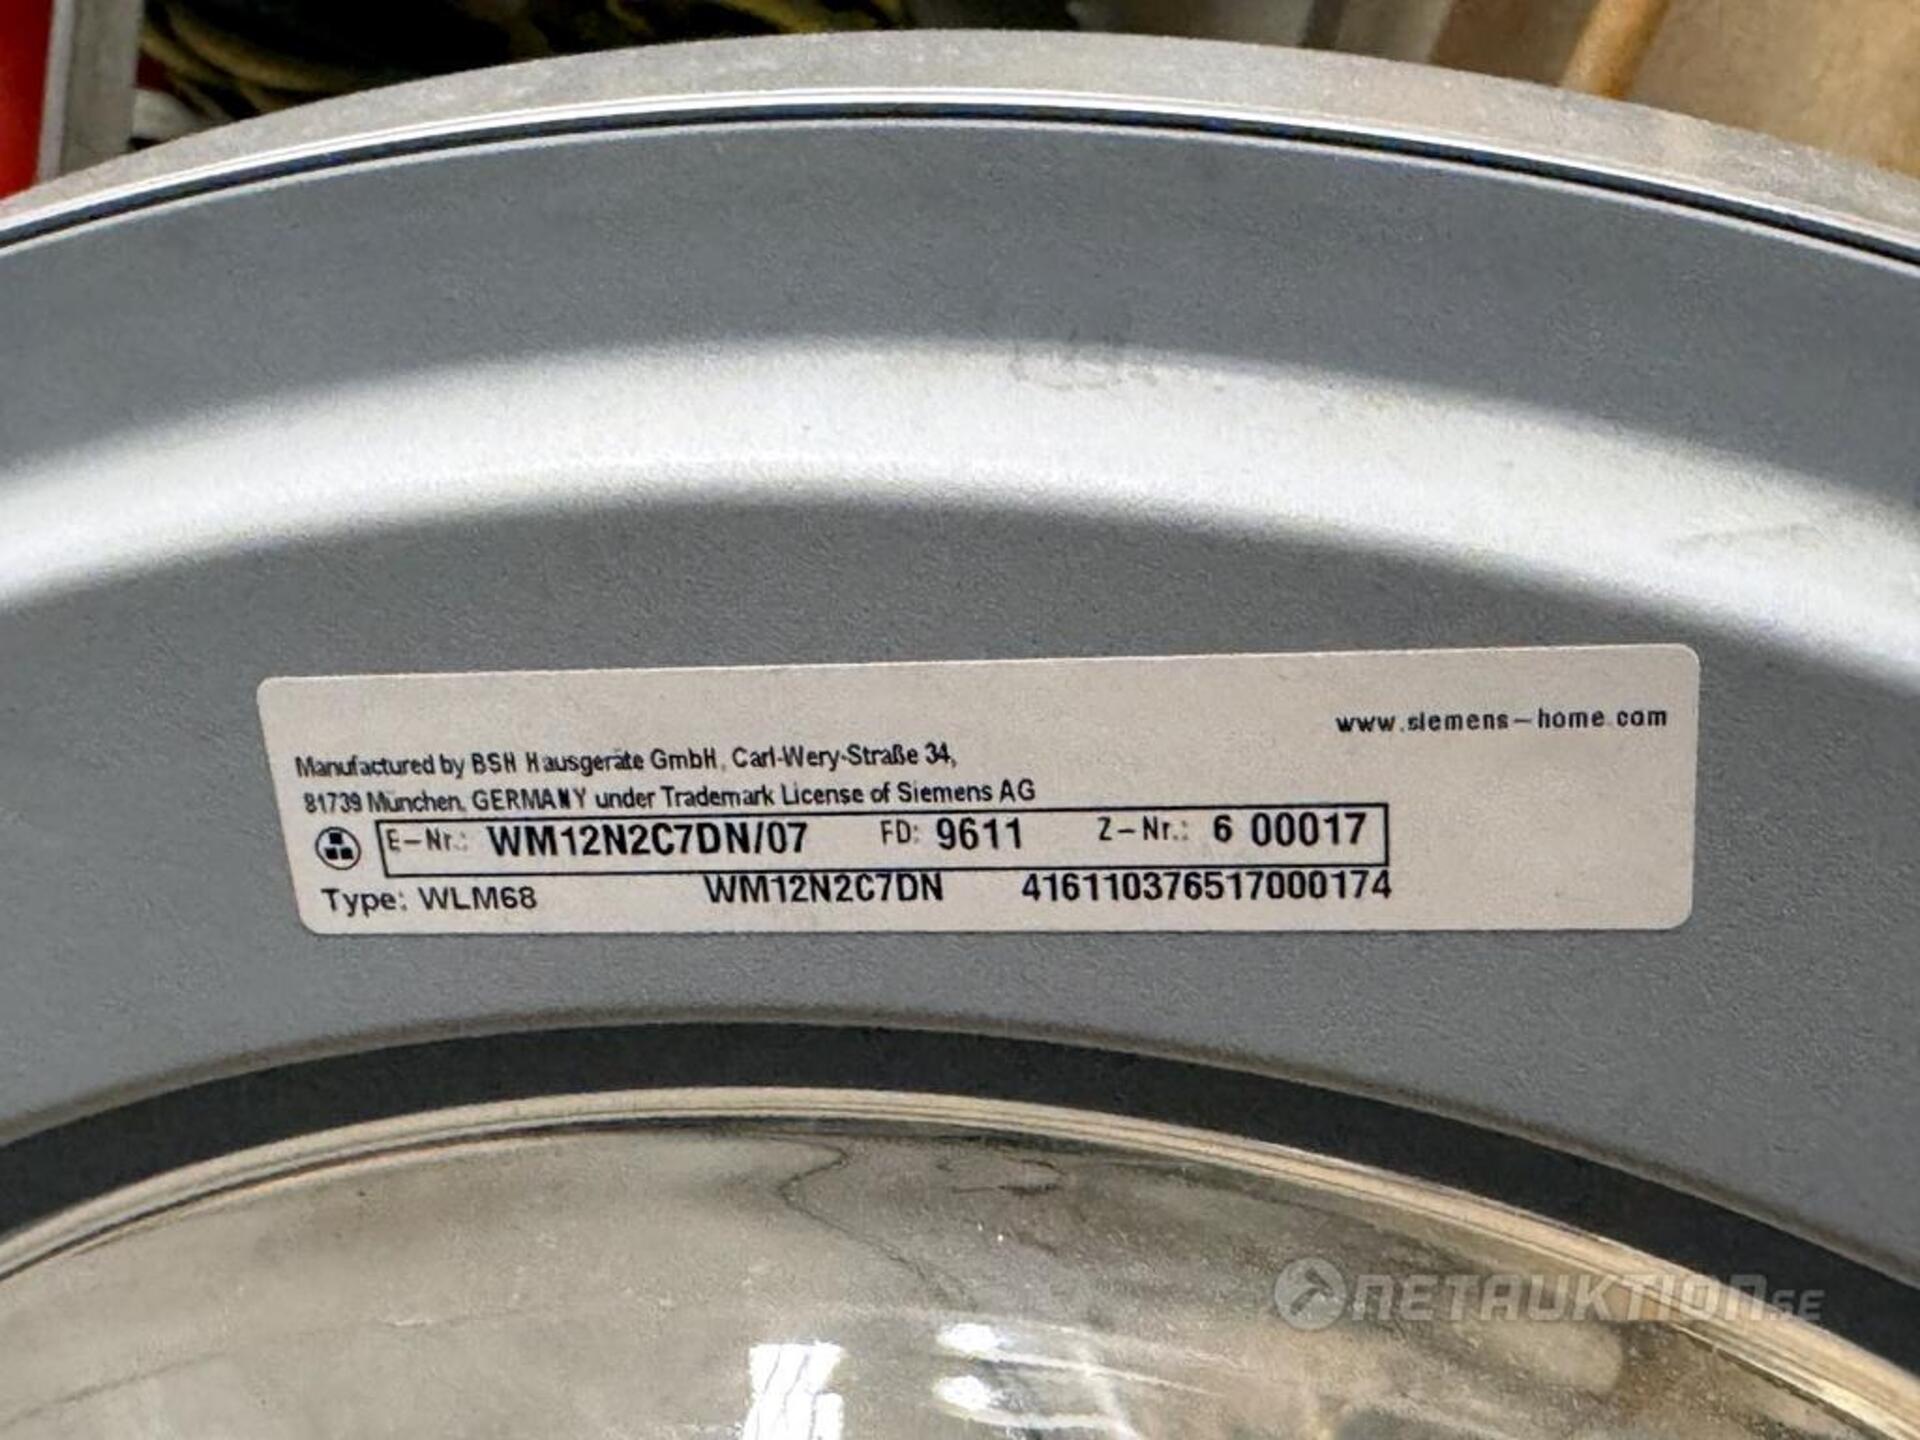 www.siemens-home.com
Manufactured by BSH Hausgeräte GmbH, Carl-Wery-Straße 34,
81739 München, GERMANY under Trademark License of Siemens AG
E-Nr.: WM12N2C7DN/07 FD: 9611 Z-Nr.: 6 00017
Type: WLM68 WM12N2C7DN 416110376517000174
NETAUKTION.SE